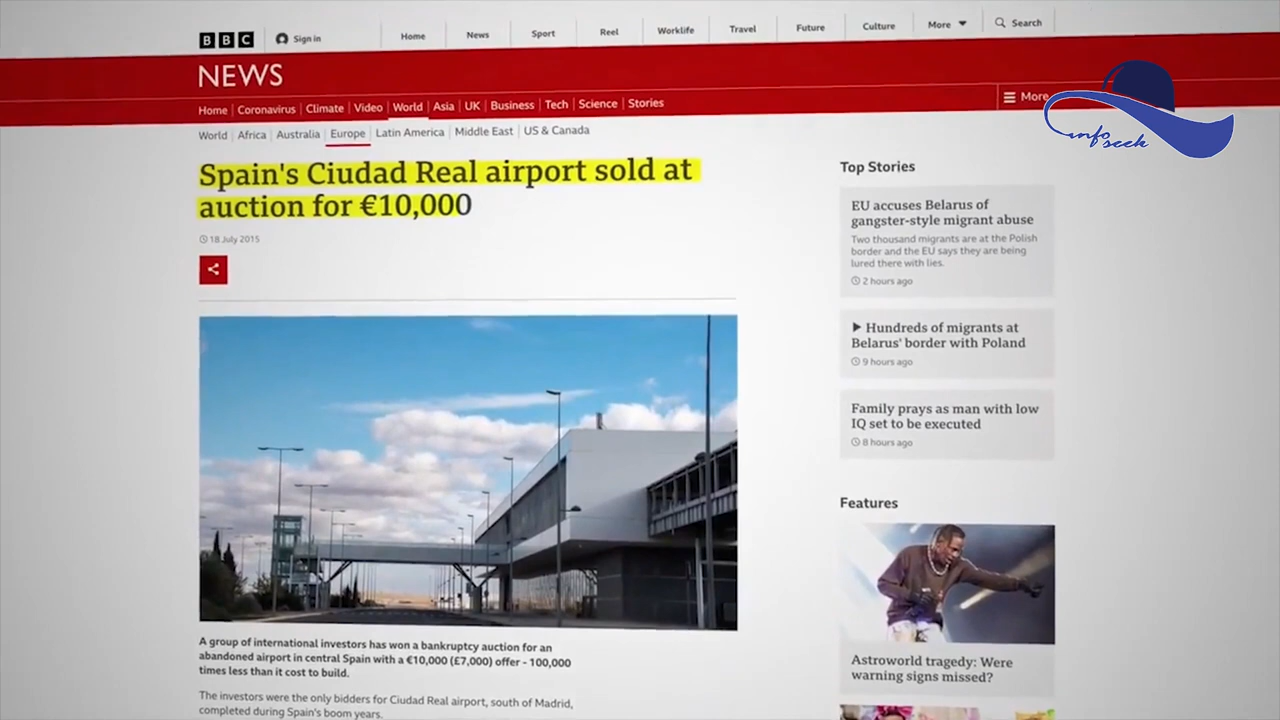 BBC
Sign in
Home
News
Sport
Reel
Worklife
Travel
Future
Culture
More
Search
NEWS
Home
Coronavirus
Climate
Video
World
Asia
UK
Business
Tech
Science
Stories
More
info
seek
World
Africa
Australia
Europe
Latin America
Middle East
US & Canada
Spain's Ciudad Real airport sold at
auction for €10,000
18 July 2015
A group of international investors has won a bankruptcy auction for an
abandoned airport in central Spain with a €10,000 (£7,000) offer - 100,000
times less than it cost to build.
The investors were the only bidders for Ciudad Real airport, south of Madrid,
completed during Spain's boom years.
Top Stories
EU accuses Belarus of
gangster-style migrant abuse
Two thousand migrants are at the Polish
border and the EU says they are being
lured there with lies.
2 hours ago
Hundreds of migrants at
Belarus' border with Poland
9 hours ago
Family prays as man with low
IQ set to be executed
8 hours ago
Features
Astroworld tragedy: Were
warning signs missed?